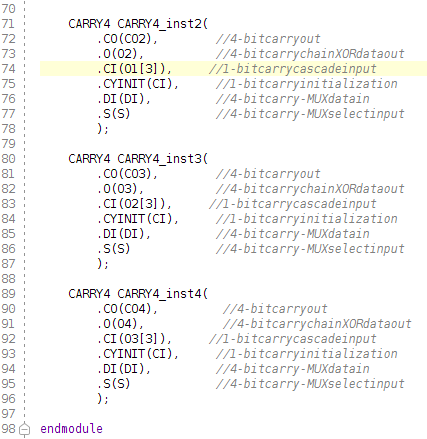 70
71 CARRY4 CARRY4_inst2(
72 .CO(CO2), //4-bitcarryout
73 .O(O2), //4-bitcarrychainXORdataout
74 .CI(O1[3]), //1-bitcarrycascadeinput
75 .CYINIT(CI), //1-bitcarryinitialization
76 .DI(DI), //4-bitcarry-MUXdatain
77 .S(S) //4-bitcarry-MUXselectinput
78 );
79
80 CARRY4 CARRY4_inst3(
81 .CO(CO3), //4-bitcarryout
82 .O(O3), //4-bitcarrychainXORdataout
83 .CI(O2[3]), //1-bitcarrycascadeinput
84 .CYINIT(CI), //1-bitcarryinitialization
85 .DI(DI), //4-bitcarry-MUXdatain
86 .S(S) //4-bitcarry-MUXselectinput
87 );
88
89 CARRY4 CARRY4_inst4(
90 .CO(CO4), //4-bitcarryout
91 .O(O4), //4-bitcarrychainXORdataout
92 .CI(O3[3]), //1-bitcarrycascadeinput
93 .CYINIT(CI), //1-bitcarryinitialization
94 .DI(DI), //4-bitcarry-MUXdatain
95 .S(S) //4-bitcarry-MUXselectinput
96 );
97
98 endmodule